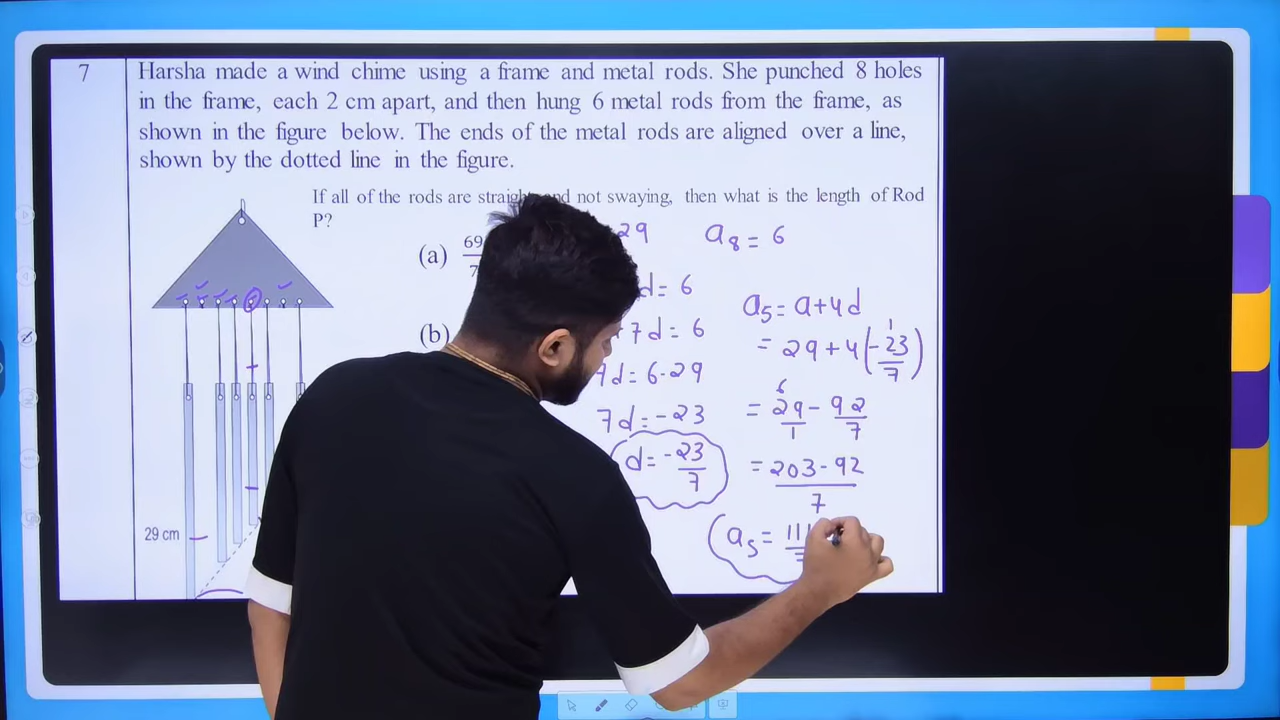 7
Harsha made a wind chime using a frame and metal rods. She punched 8 holes
in the frame, each 2 cm apart, and then hung 6 metal rods from the frame, as
shown in the figure below. The ends of the metal rods are aligned over a line,
shown by the dotted line in the figure.
If all of the rods are straight and not swaying, then what is the length of Rod
P?
(a) 69
(b)
29 cm
29
a8 = 6
d = 6
7d = 6
7d = 6-29
7d = -23
d = -23/7
a5 = a+4d
= 29+4(-23/7)
= 29/1 - 92/7
= 203-92/7
a5 = 111